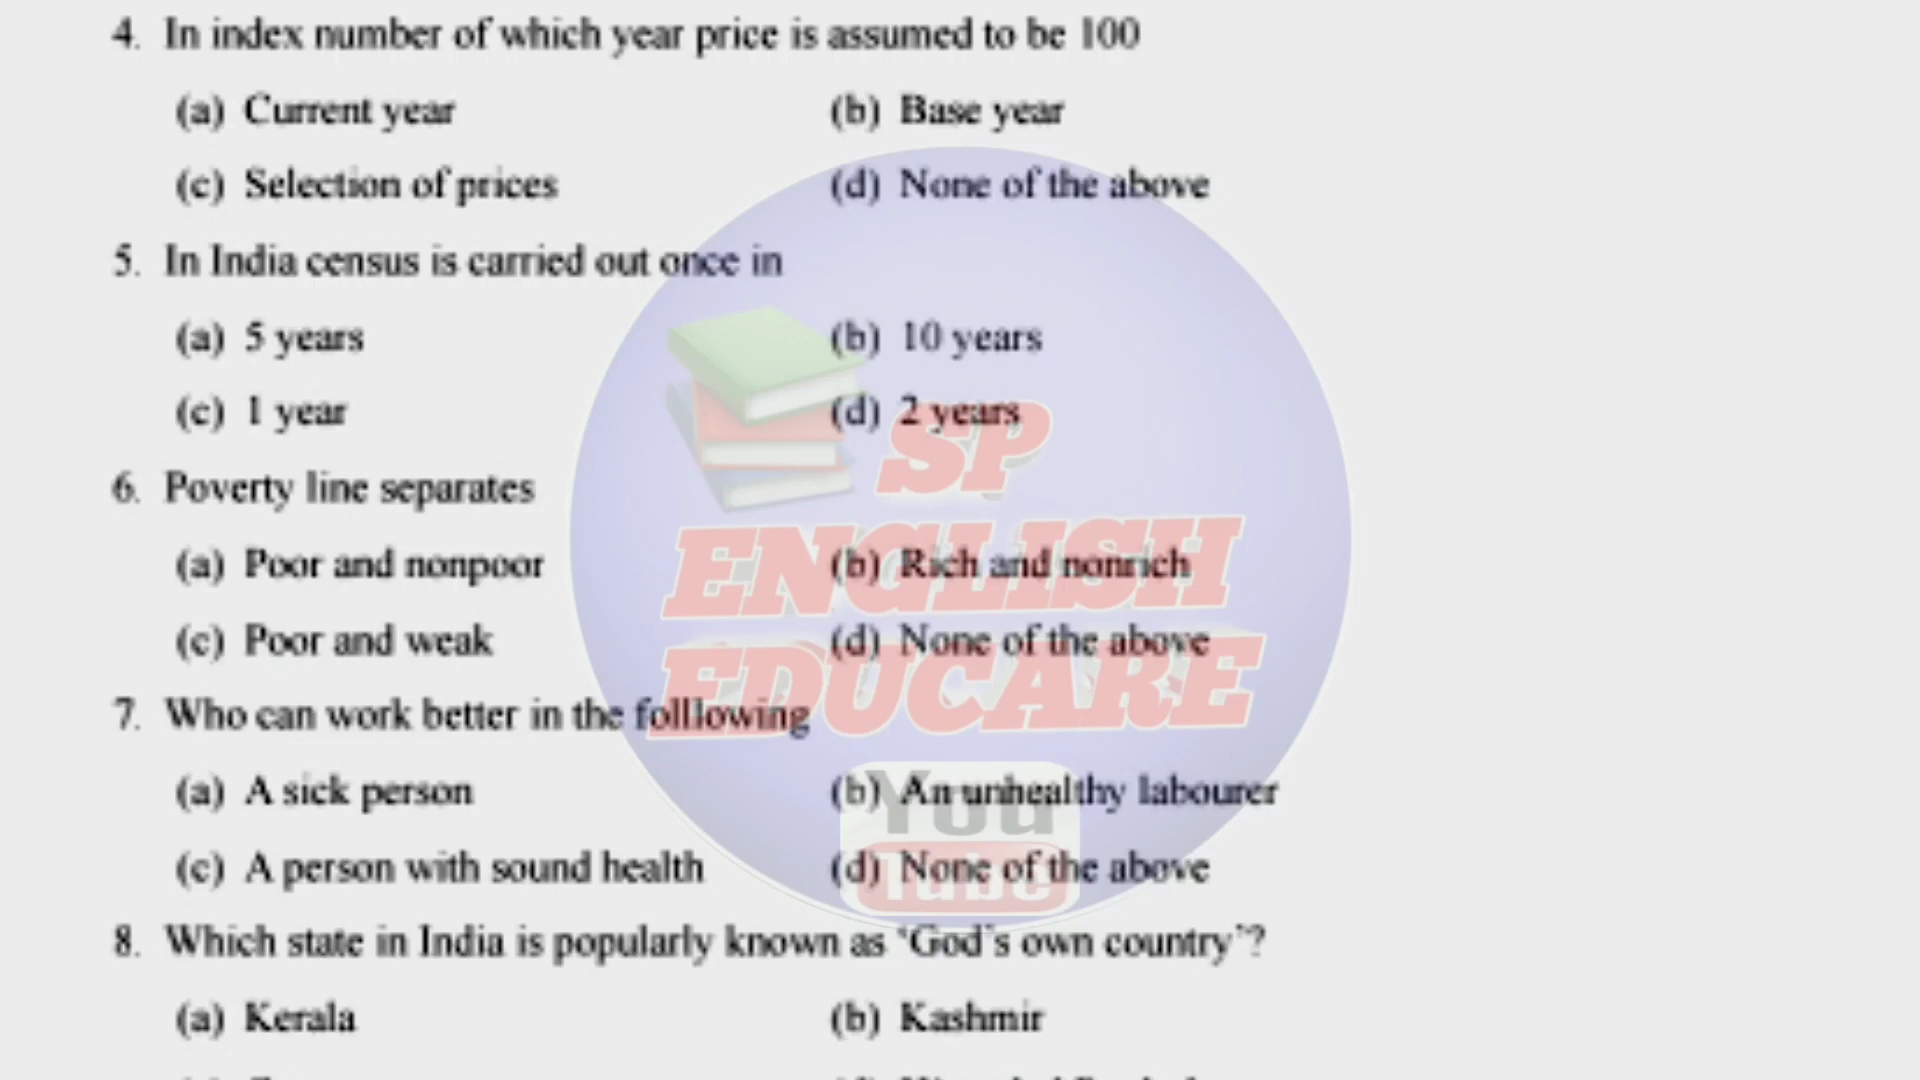 4. In index number of which year price is assumed to be 100
(a) Current year (b) Base year
(c) Selection of prices (d) None of the above
5. In India census is carried out once in
(a) 5 years (b) 10 years
(c) 1 year (d) 2 years
6. Poverty line separates
(a) Poor and nonpoor (b) Rich and nonrich
(c) Poor and weak (d) None of the above
7. Who can work better in the folllowing
(a) A sick person (b) An unhealthy labourer
(c) A person with sound health (d) None of the above
8. Which state in India is popularly known as ‘God’s own country’?
(a) Kerala (b) Kashmir
SP
ENGLISH
EDUCARE
You
Tube